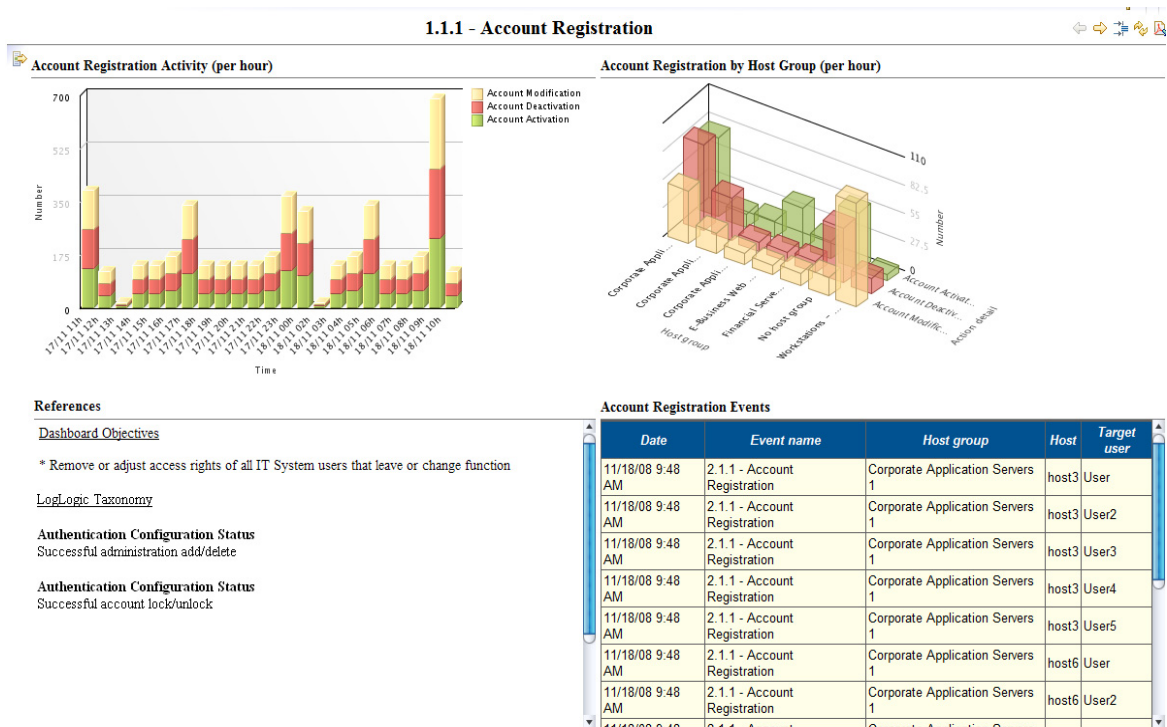 1.1.1 - Account Registration
Account Registration Activity (per hour)
700
525
350
175
0
Number
Account Modification
Account Deactivation
Account Activation
17/11 11h
17/11 12h
17/11 13h
17/11 14h
17/11 15h
17/11 16h
17/11 17h
17/11 18h
17/11 19h
17/11 20h
17/11 21h
17/11 22h
17/11 23h
18/11 00h
18/11 02h
18/11 03h
18/11 04h
18/11 05h
18/11 06h
18/11 07h
18/11 08h
18/11 09h
18/11 10h
Time
Account Registration by Host Group (per hour)
110
82.5
55
27.5
0
Number
Corporate Appli...
Corporate Appli...
Corporate Appli...
E-Business Web ...
Financial Serve...
No host group
Workstations - ...
Host group
Account Activat...
Account Deactiv...
Account Modific...
Action detail
References
Dashboard Objectives
* Remove or adjust access rights of all IT System users that leave or change function
LogLogic Taxonomy
Authentication Configuration Status
Successful administration add/delete
Authentication Configuration Status
Successful account lock/unlock
Account Registration Events
Date Event name Host group Host Target user
11/18/08 9:48 AM 2.1.1 - Account Registration Corporate Application Servers 1 host3 User
11/18/08 9:48 AM 2.1.1 - Account Registration Corporate Application Servers 1 host3 User2
11/18/08 9:48 AM 2.1.1 - Account Registration Corporate Application Servers 1 host3 User3
11/18/08 9:48 AM 2.1.1 - Account Registration Corporate Application Servers 1 host3 User4
11/18/08 9:48 AM 2.1.1 - Account Registration Corporate Application Servers 1 host3 User5
11/18/08 9:48 AM 2.1.1 - Account Registration Corporate Application Servers 1 host6 User
11/18/08 9:48 AM 2.1.1 - Account Registration Corporate Application Servers 1 host6 User2